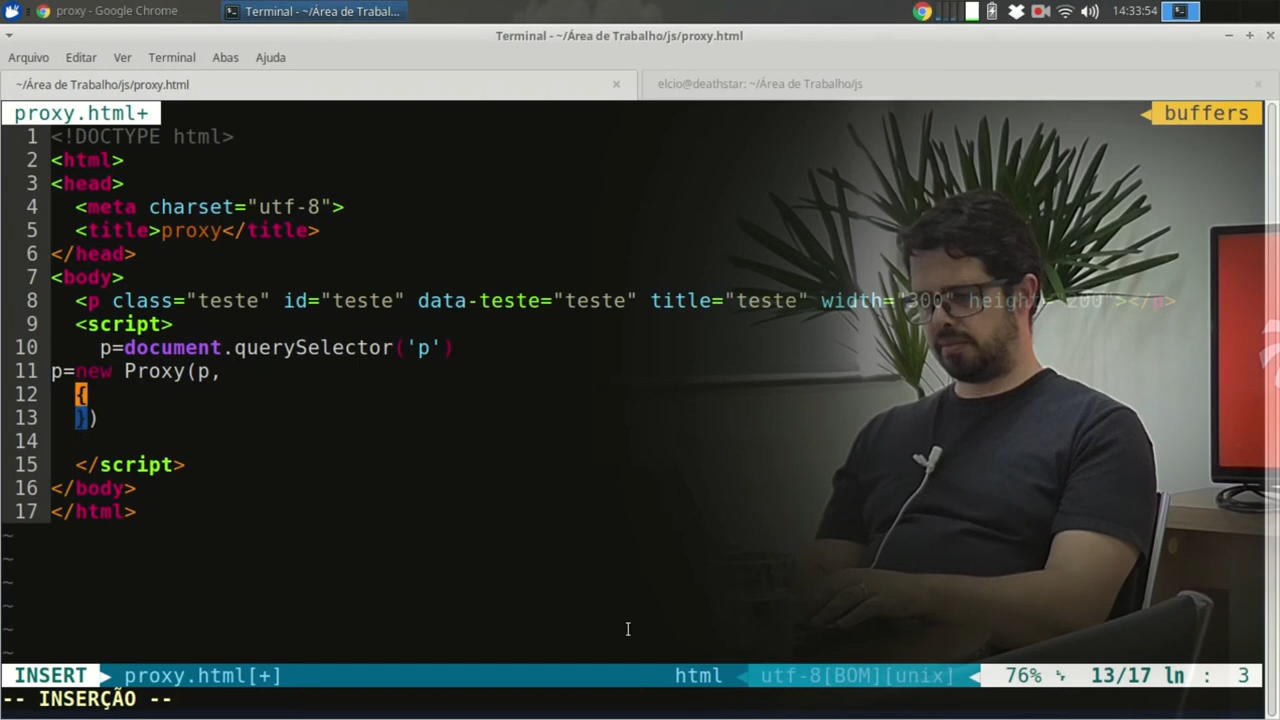 proxy - Google Chrome
Terminal - ~/Área de Trabal...
14:33:54
Terminal - ~/Área de Trabalho/js/proxy.html
Arquivo Editar Ver Terminal Abas Ajuda
~/Área de Trabalho/js/proxy.html
elcio@deathstar: ~/Área de Trabalho/js
proxy.html+ buffers
1 <!DOCTYPE html>
2 <html>
3 <head>
4 <meta charset="utf-8">
5 <title>proxy</title>
6 </head>
7 <body>
8 <p class="teste" id="teste" data-teste="teste" title="teste" width="300" height="200"></p>
9 <script>
10 p=document.querySelector('p')
11 p=new Proxy(p,
12 {
13 })
14
15 </script>
16 </body>
17 </html>
~
~
~
~
~
~
INSERT proxy.html[+] html utf-8[BOM][unix] 76% 13/17 ln : 3
-- INSERÇÃO --